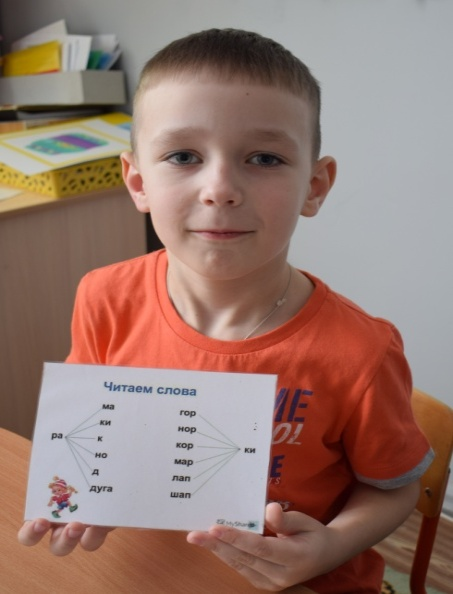 Читаем слова
ма
ки
к
ра
но
д
дуга
гор
нор
кор
ки
мар
лап
шап